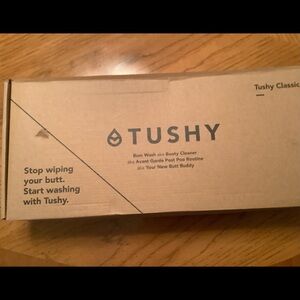 Tushy Classic
TUSHY
Bum Wash aka Booty Cleaner
aka Avant Garde Post Poo Routine
aka Your New Butt Buddy
Stop wiping
your butt.
Start washing
with Tushy.